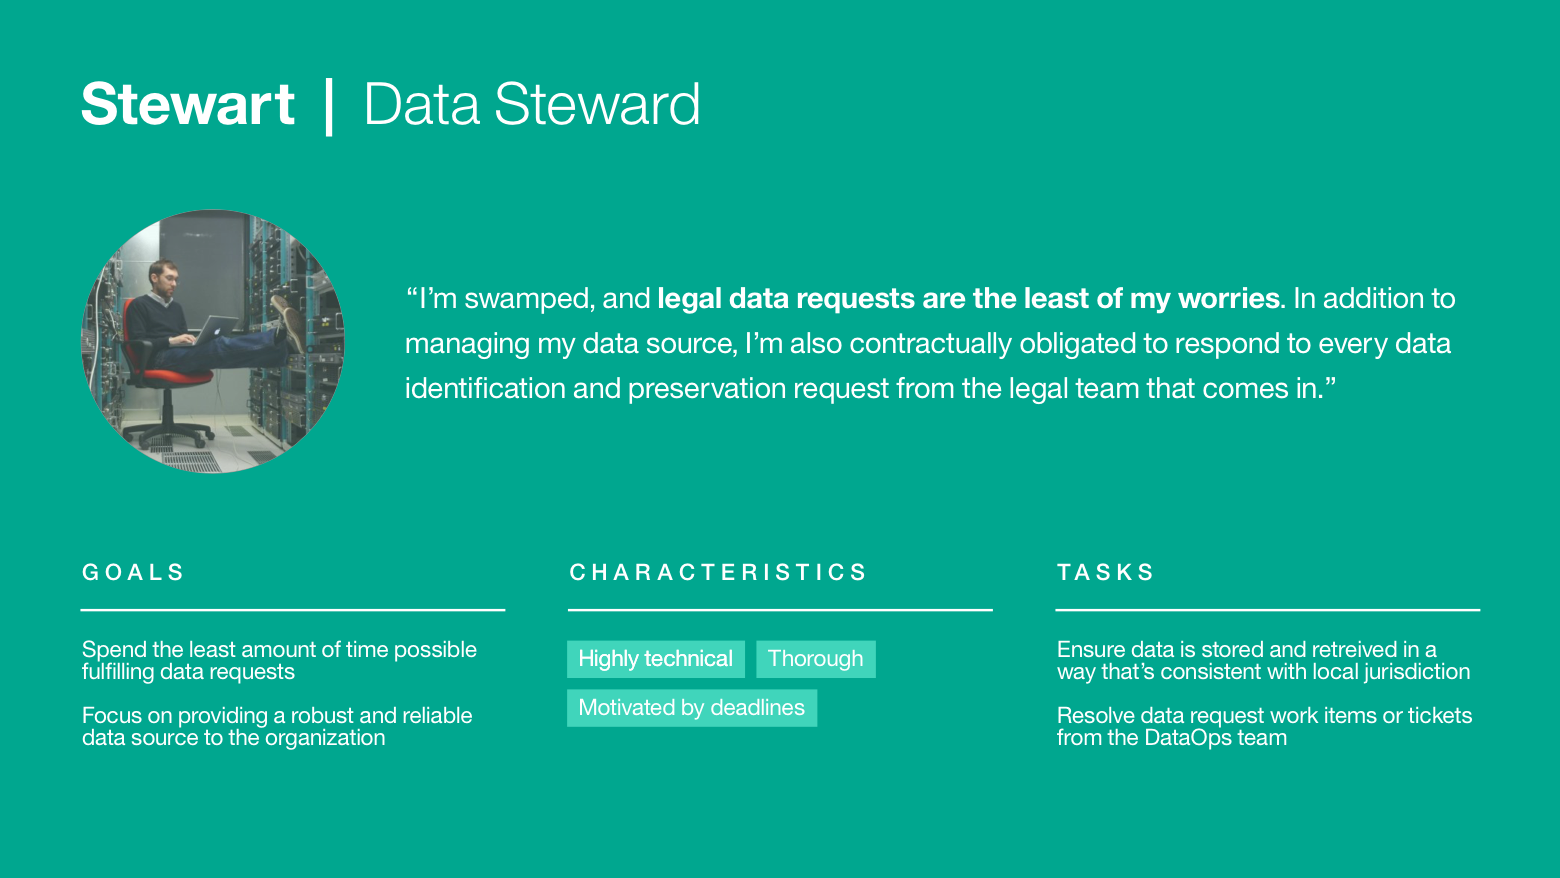 Stewart | Data Steward
“I’m swamped, and legal data requests are the least of my worries. In addition to
managing my data source, I’m also contractually obligated to respond to every data
identification and preservation request from the legal team that comes in.”
GOALS
Spend the least amount of time possible
fulfilling data requests
Focus on providing a robust and reliable
data source to the organization
CHARACTERISTICS
Highly technical
Thorough
Motivated by deadlines
TASKS
Ensure data is stored and retreived in a
way that’s consistent with local jurisdiction
Resolve data request work items or tickets
from the DataOps team